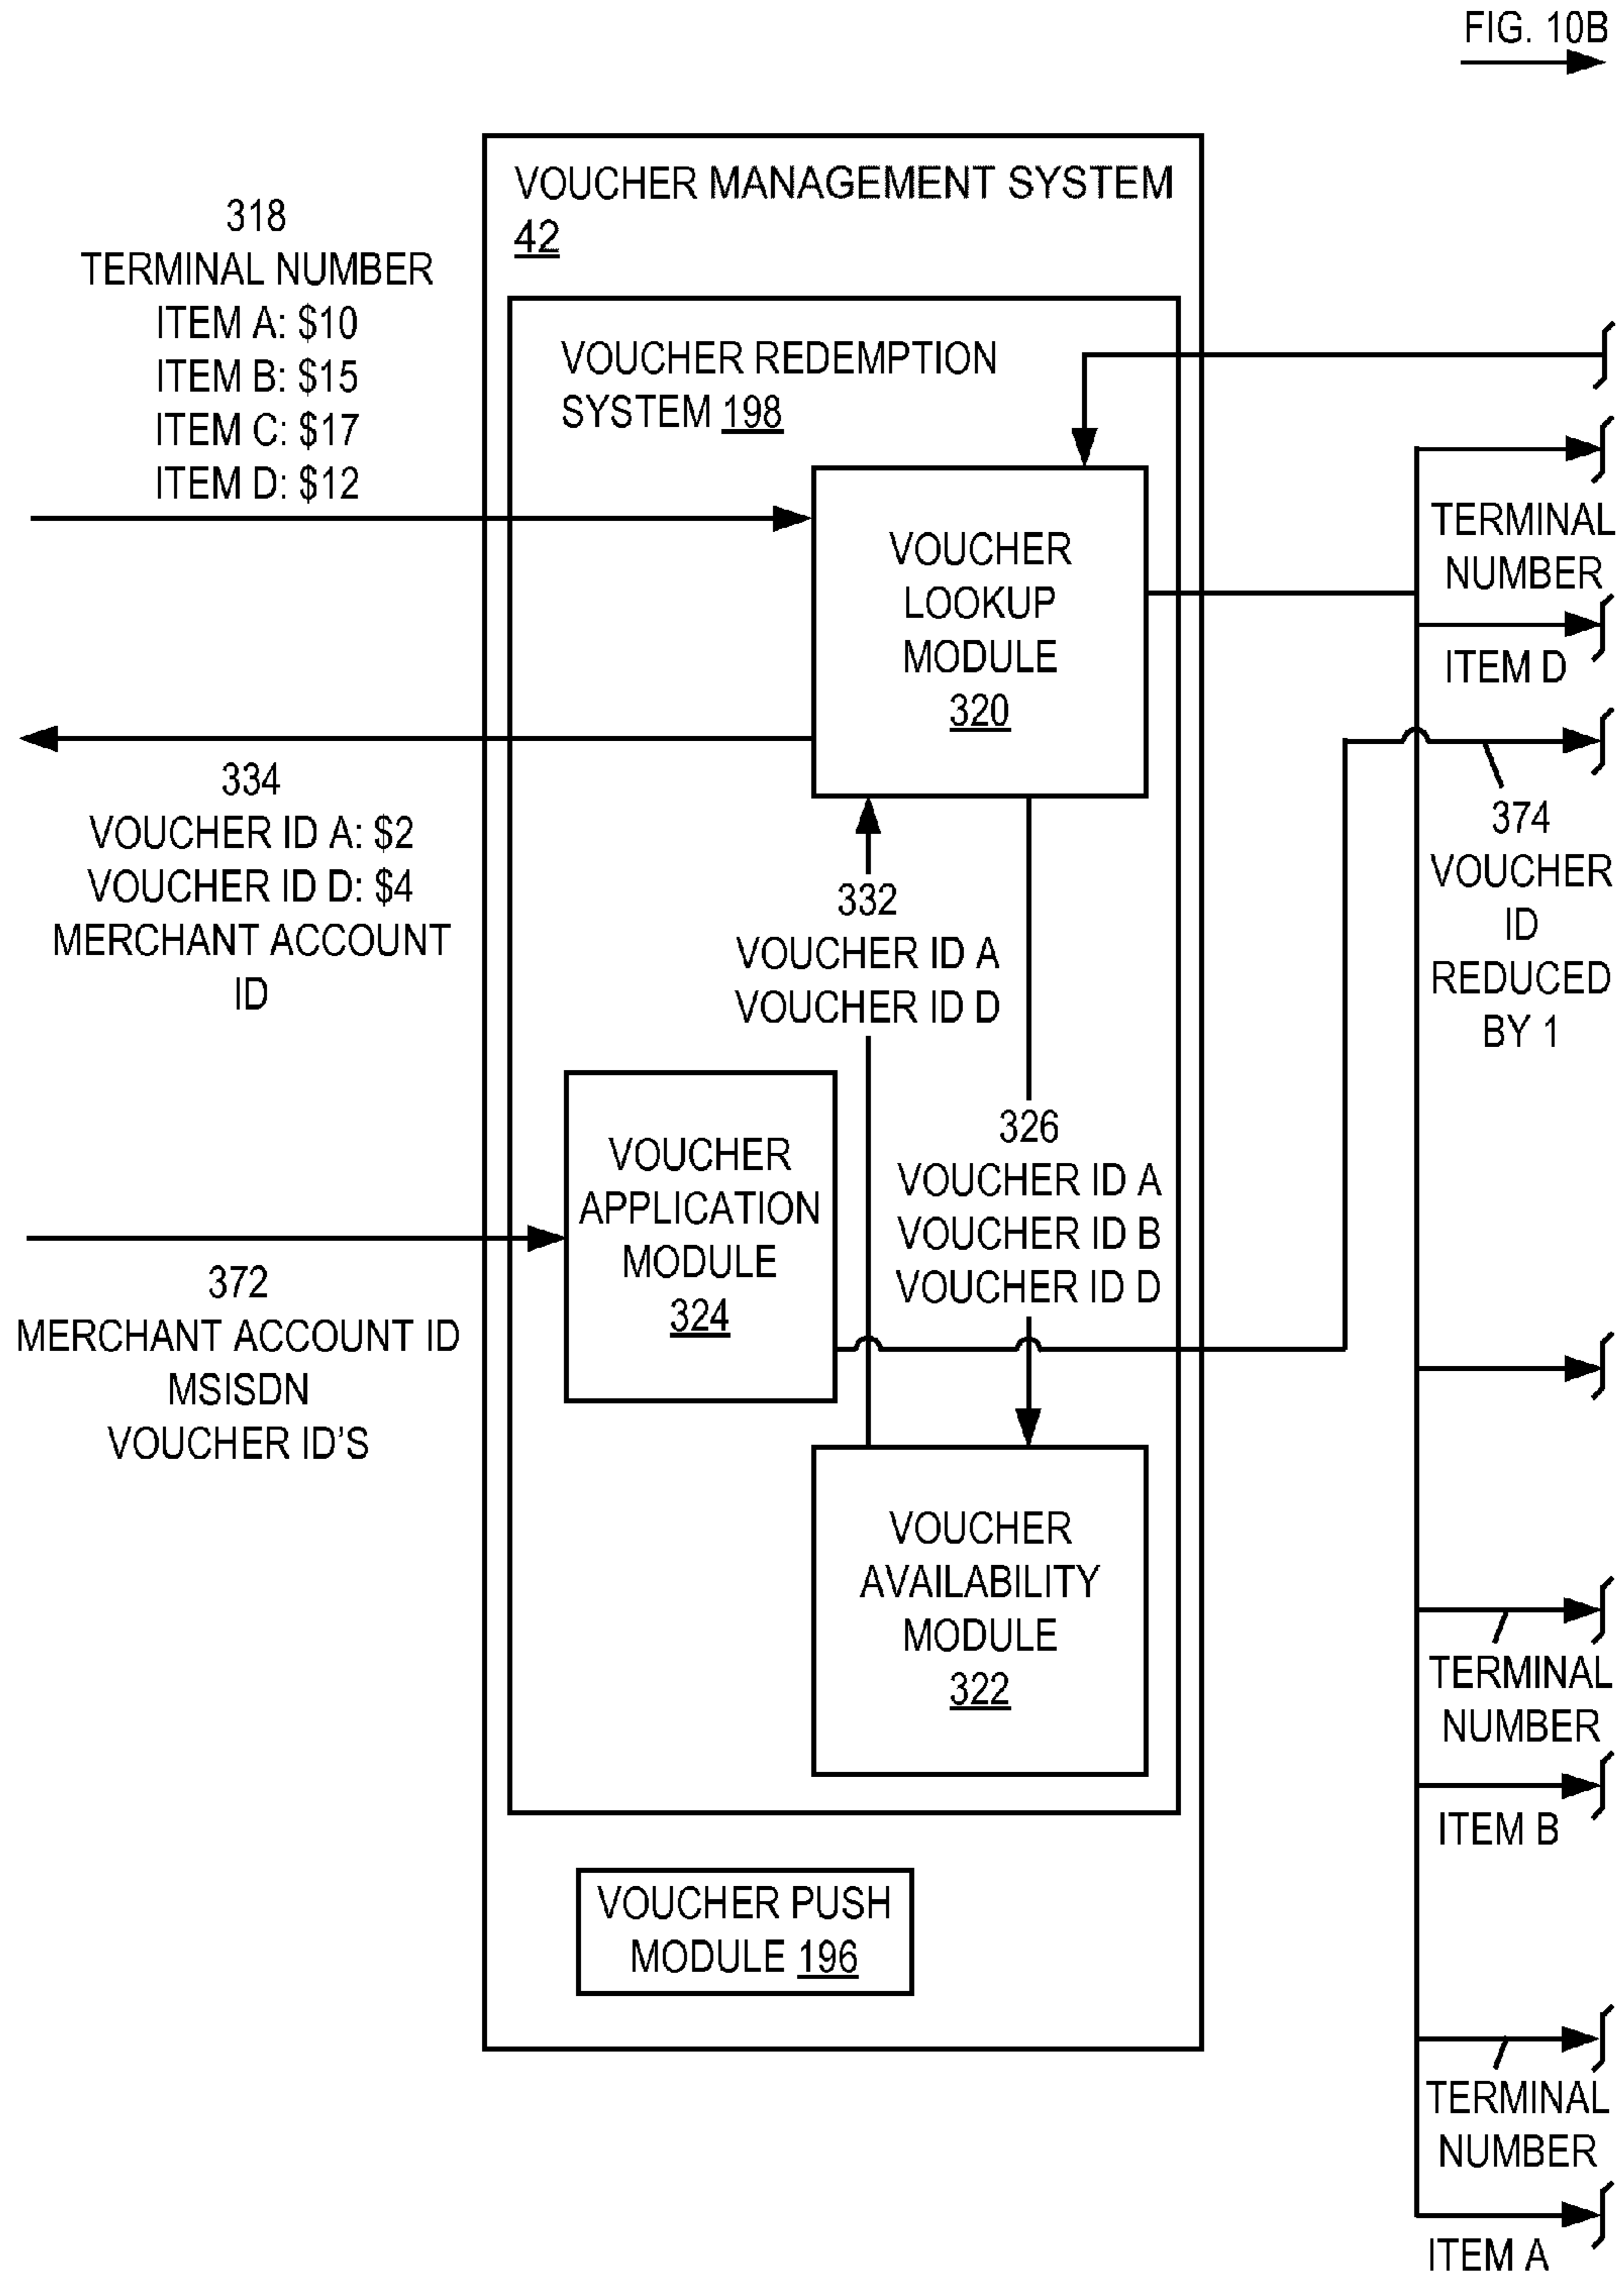 FIG. 10B
VOUCHER MANAGEMENT SYSTEM
42
318
TERMINAL NUMBER
ITEM A: $10
ITEM B: $15
ITEM C: $17
ITEM D: $12
VOUCHER REDEMPTION
SYSTEM 198
VOUCHER
LOOKUP
MODULE
320
TERMINAL
NUMBER
ITEM D
334
VOUCHER ID A: $2
VOUCHER ID D: $4
MERCHANT ACCOUNT
ID
332
VOUCHER ID A
VOUCHER ID D
374
VOUCHER
ID
REDUCED
BY 1
326
VOUCHER ID A
VOUCHER ID B
VOUCHER ID D
VOUCHER
APPLICATION
MODULE
324
372
MERCHANT ACCOUNT ID
MSISDN
VOUCHER ID'S
VOUCHER
AVAILABILITY
MODULE
322
TERMINAL
NUMBER
ITEM B
VOUCHER PUSH
MODULE 196
TERMINAL
NUMBER
ITEM A